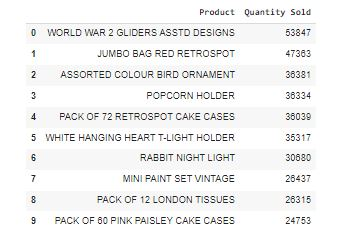 Product Quantity Sold
0 WORLD WAR 2 GLIDERS ASSTD DESIGNS 53847
1 JUMBO BAG RED RETROSPOT 47363
2 ASSORTED COLOUR BIRD ORNAMENT 36381
3 POPCORN HOLDER 36334
4 PACK OF 72 RETROSPOT CAKE CASES 36039
5 WHITE HANGING HEART T-LIGHT HOLDER 35317
6 RABBIT NIGHT LIGHT 30680
7 MINI PAINT SET VINTAGE 26437
8 PACK OF 12 LONDON TISSUES 26315
9 PACK OF 60 PINK PAISLEY CAKE CASES 24753